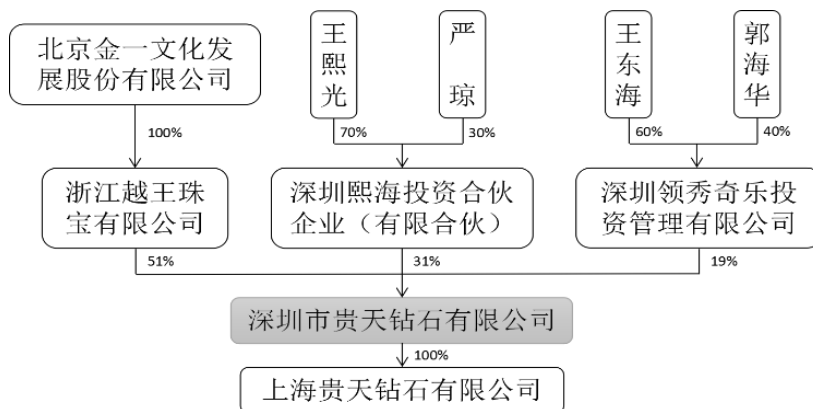 北京金一文化发
展股份有限公司
王熙光
严琼
王东海
郭海华
100%
70%
30%
60%
40%
浙江越王珠
宝有限公司
深圳熙海投资合伙
企业（有限合伙）
深圳领秀奇乐投
资管理有限公司
51%
31%
19%
深圳市贵天钻石有限公司
100%
上海贵天钻石有限公司